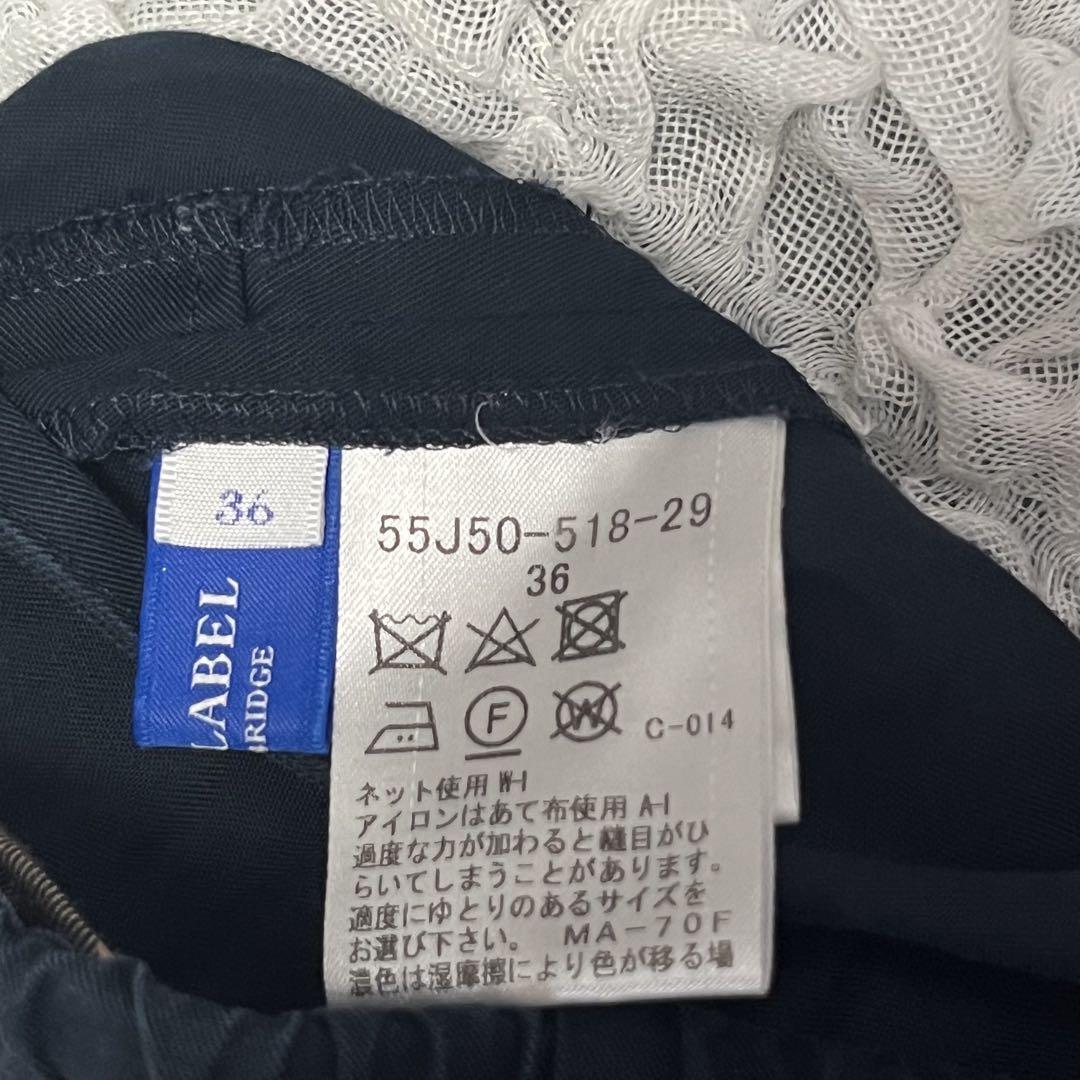 36
LABEL
BRIDGE
55J50-518-29
36
F
W
C-014
ネット使用 W-1
アイロンはあて布使用 A-1
過度な力が加わると縫目がひ
らいてしまうことがあります。
適度にゆとりのあるサイズを
お選び下さい。 MA-70F
濃色は湿摩擦により色が移る場